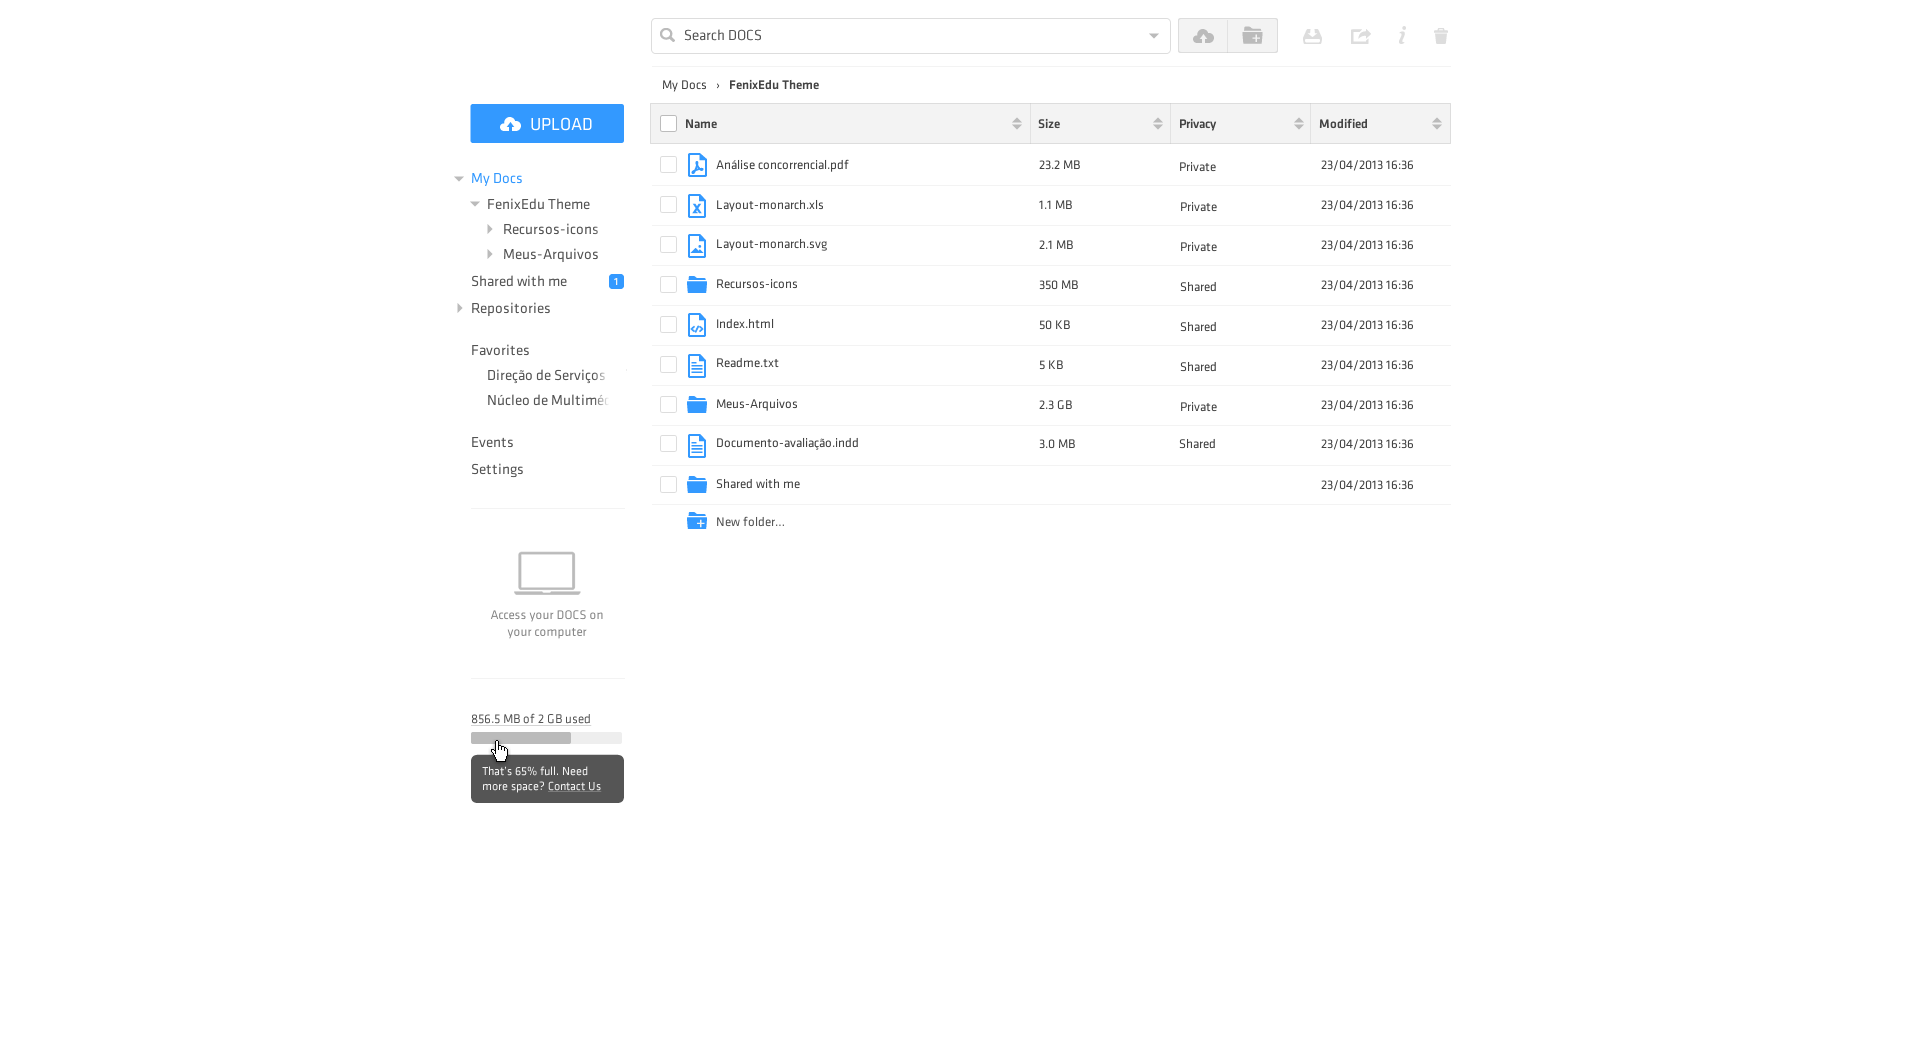 Search DOCS
My Docs › FenixEdu Theme
UPLOAD
My Docs
FenixEdu Theme
Recursos-icons
Meus-Arquivos
Shared with me 1
Repositories
Favorites
Direção de Serviços
Núcleo de
Events
Settings
Access your DOCS on
your computer
856.5 MB of 2 GB used
That's 65% full. Need
more space? Contact Us
Name Size Privacy Modified
Análise concorrencial.pdf 23.2 MB Private 23/04/2013 16:36
Layout-monarch.xls 1.1 MB Private 23/04/2013 16:36
Layout-monarch.svg 2.1 MB Private 23/04/2013 16:36
Recursos-icons 350 MB Shared 23/04/2013 16:36
Index.html 50 KB Shared 23/04/2013 16:36
Readme.txt 5 KB Shared 23/04/2013 16:36
Meus-Arquivos 2.3 GB Private 23/04/2013 16:36
Documento-avaliação.indd 3.0 MB Shared 23/04/2013 16:36
Shared with me 23/04/2013 16:36
New folder...